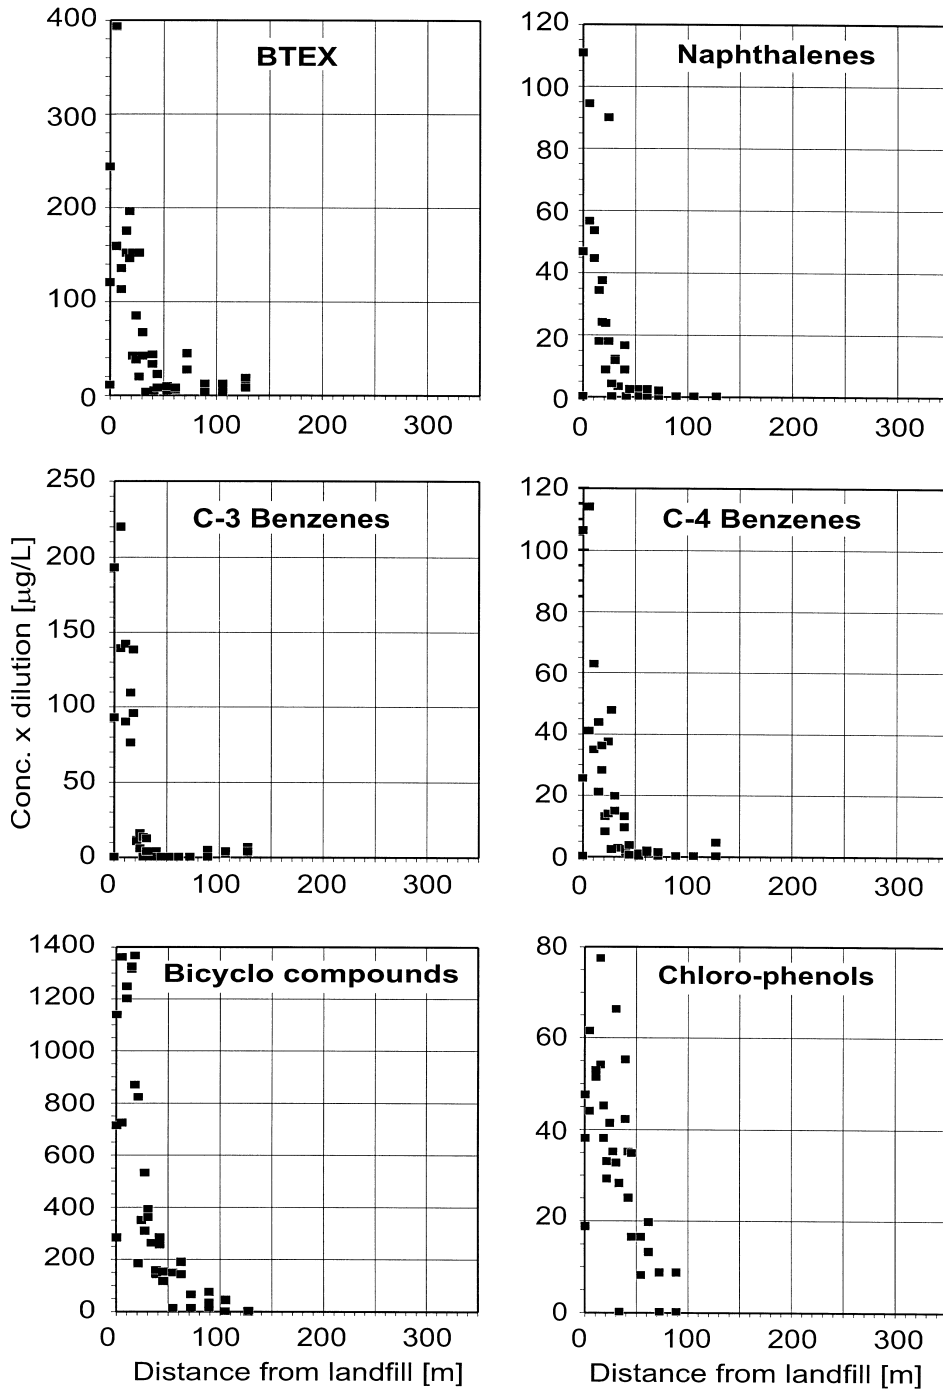 BTEX
400
300
200
100
0
0 100 200 300
Naphthalenes
120
100
80
60
40
20
0
0 100 200 300
Conc. x dilution [µg/L]
C-3 Benzenes
250
200
150
100
50
0
0 100 200 300
C-4 Benzenes
120
100
80
60
40
20
0
0 100 200 300
Bicyclo compounds
1400
1200
1000
800
600
400
200
0
0 100 200 300
Distance from landfill [m]
Chloro-phenols
80
60
40
20
0
0 100 200 300
Distance from landfill [m]